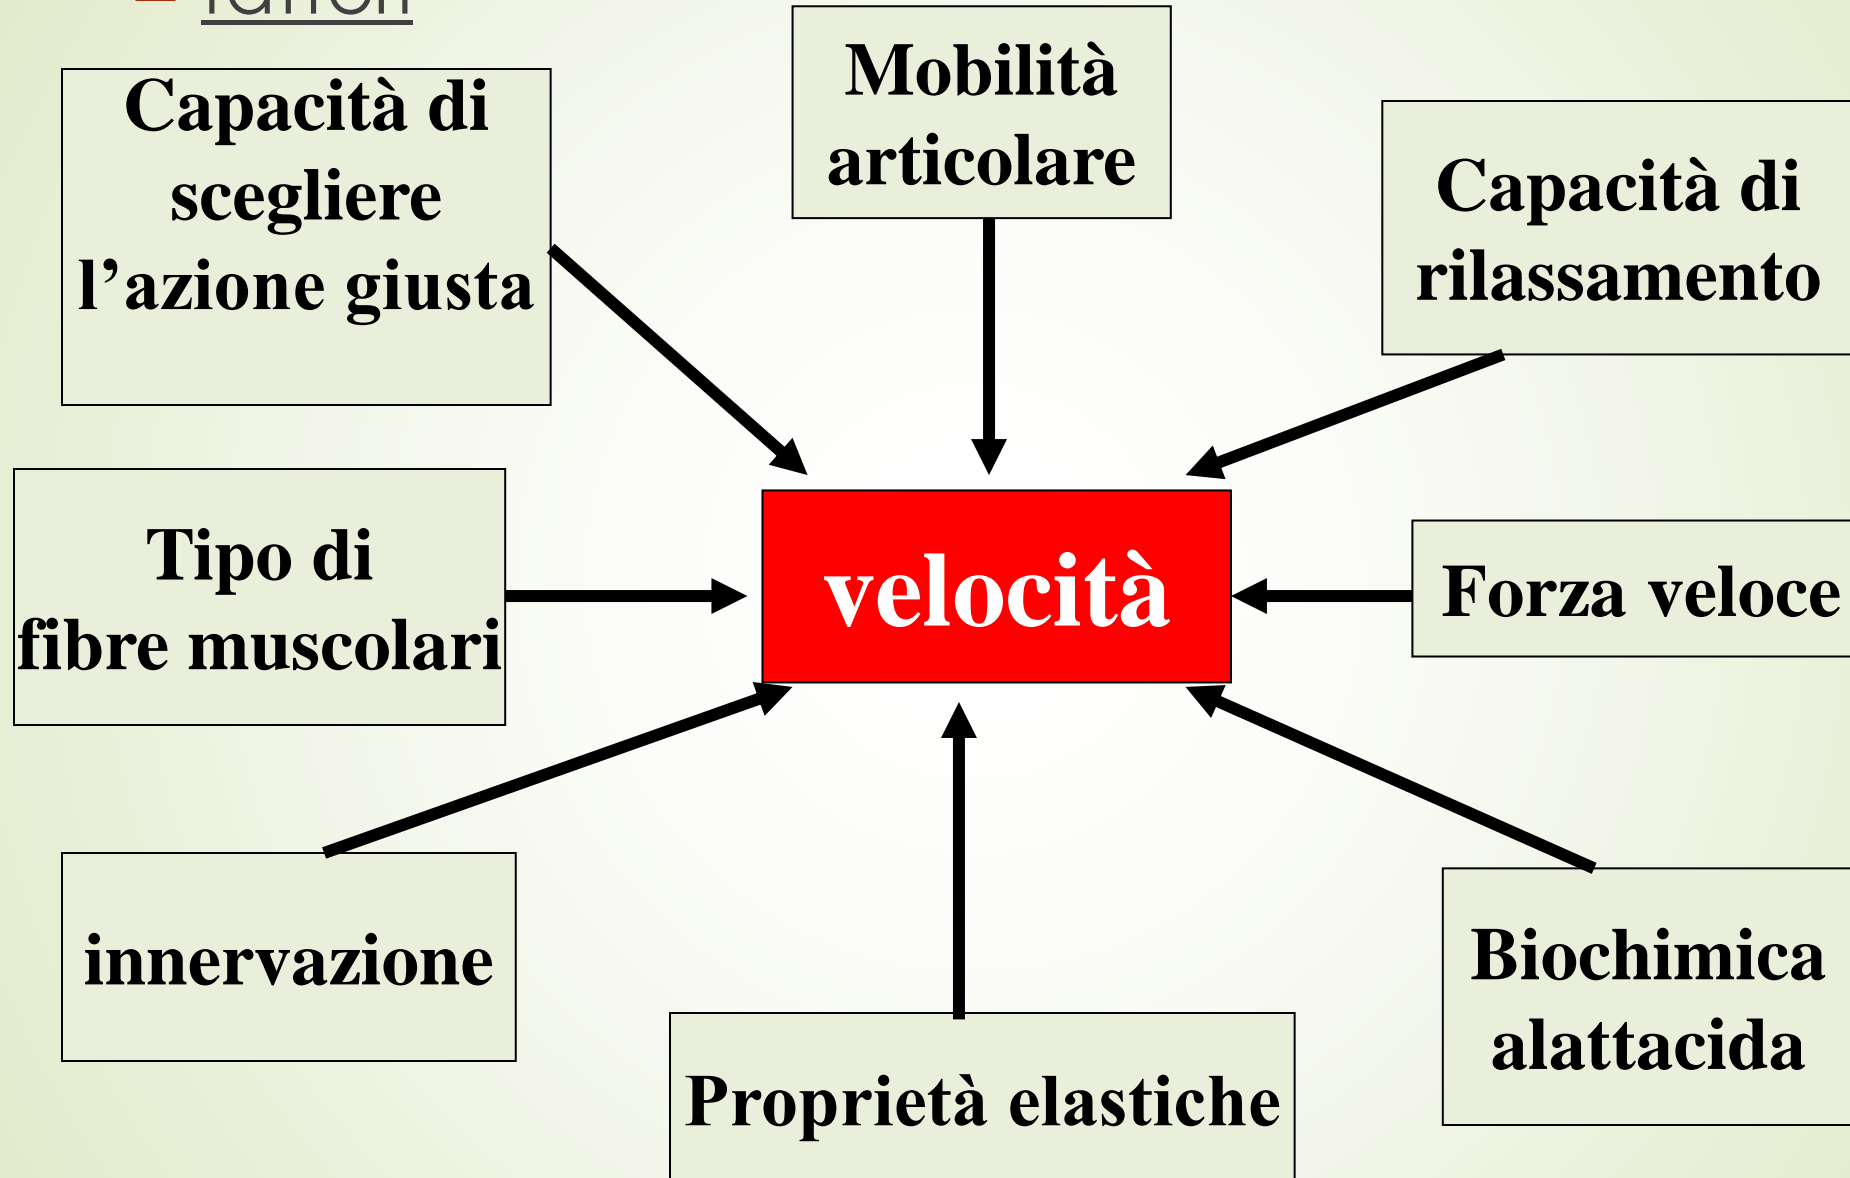 Capacità di
scegliere
l’azione giusta
Mobilità
articolare
Capacità di
rilassamento
Tipo di
fibre muscolari
velocità
Forza veloce
innervazione
Proprietà elastiche
Biochimica
alattacida